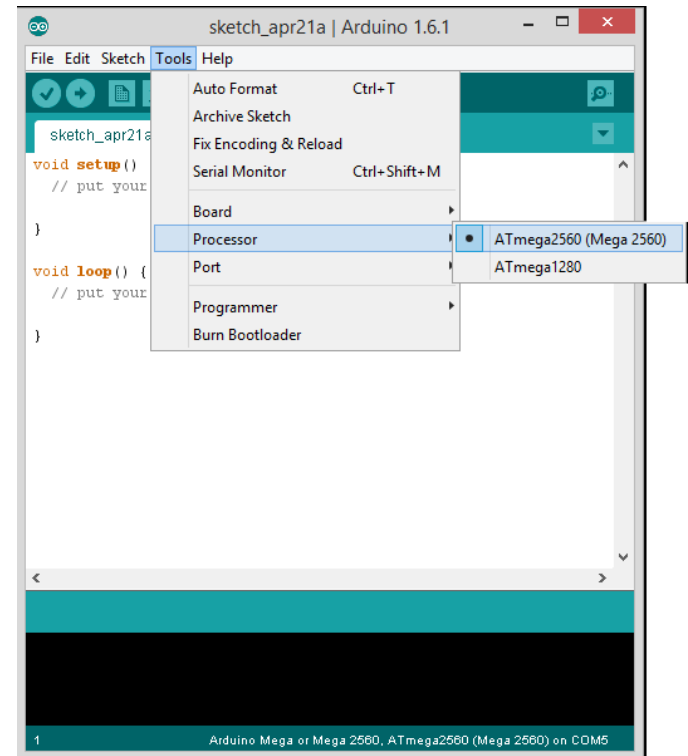 sketch_apr21a | Arduino 1.6.1
File Edit Sketch Tools Help
Auto Format Ctrl+T
Archive Sketch
sketch_apr21a
Fix Encoding & Reload
void setup()
Serial Monitor Ctrl+Shift+M
// put your
Board
}
Processor
ATmega2560 (Mega 2560)
void loop() {
Port
ATmega1280
// put your
Programmer
}
Burn Bootloader
1 Arduino Mega or Mega 2560, ATmega2560 (Mega 2560) on COM5